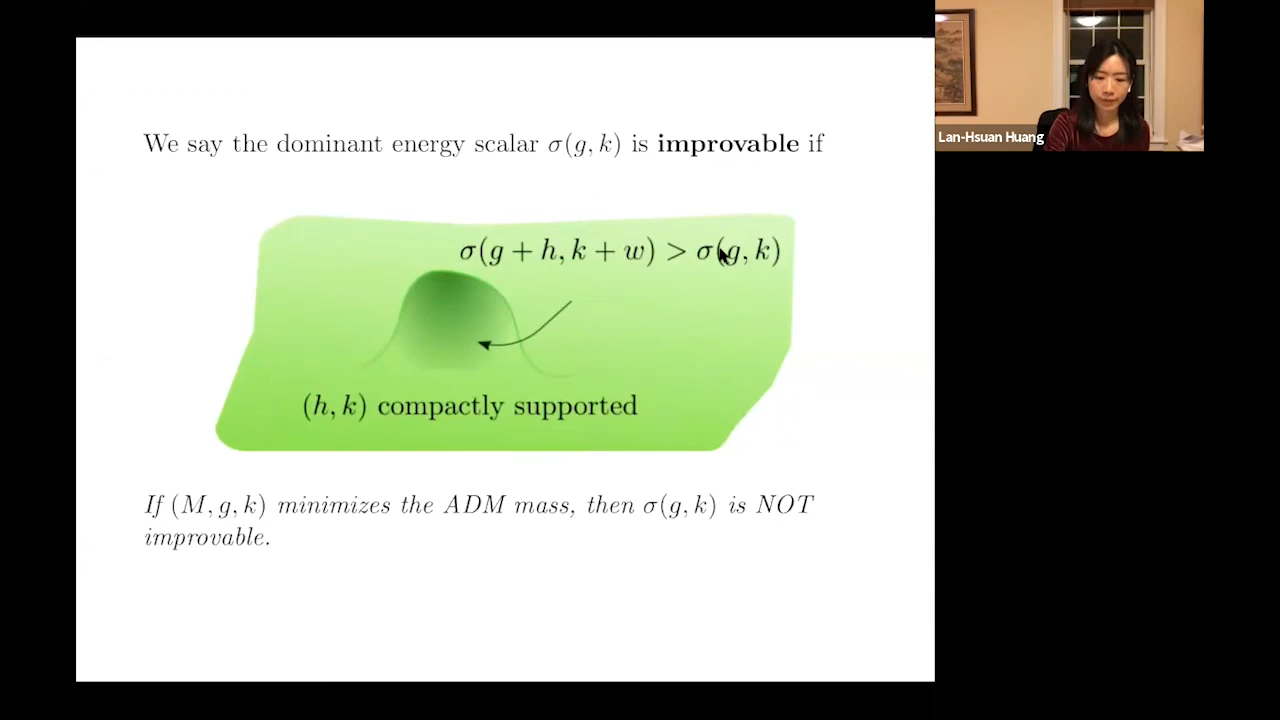 We say the dominant energy scalar σ(g, k) is improvable if
σ(g + h, k + w) > σ(g, k)
(h, k) compactly supported
If (M, g, k) minimizes the ADM mass, then σ(g, k) is NOT
improvable.
Lan-Hsuan Huang